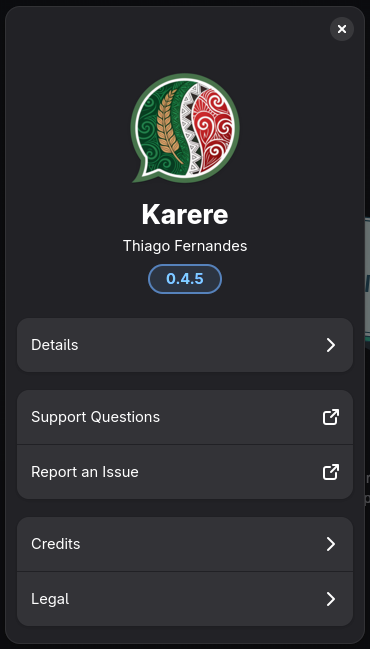 Karere
Thiago Fernandes
0.4.5
Details
Support Questions
Report an Issue
Credits
Legal